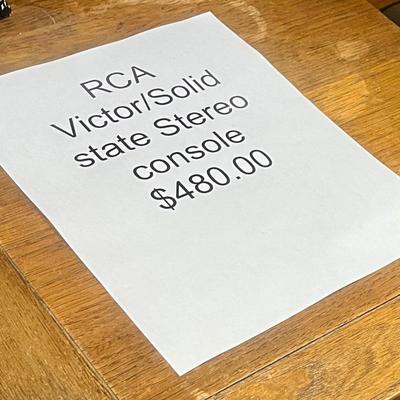 RCA
Victor/Solid
state Stereo
console
$480.00